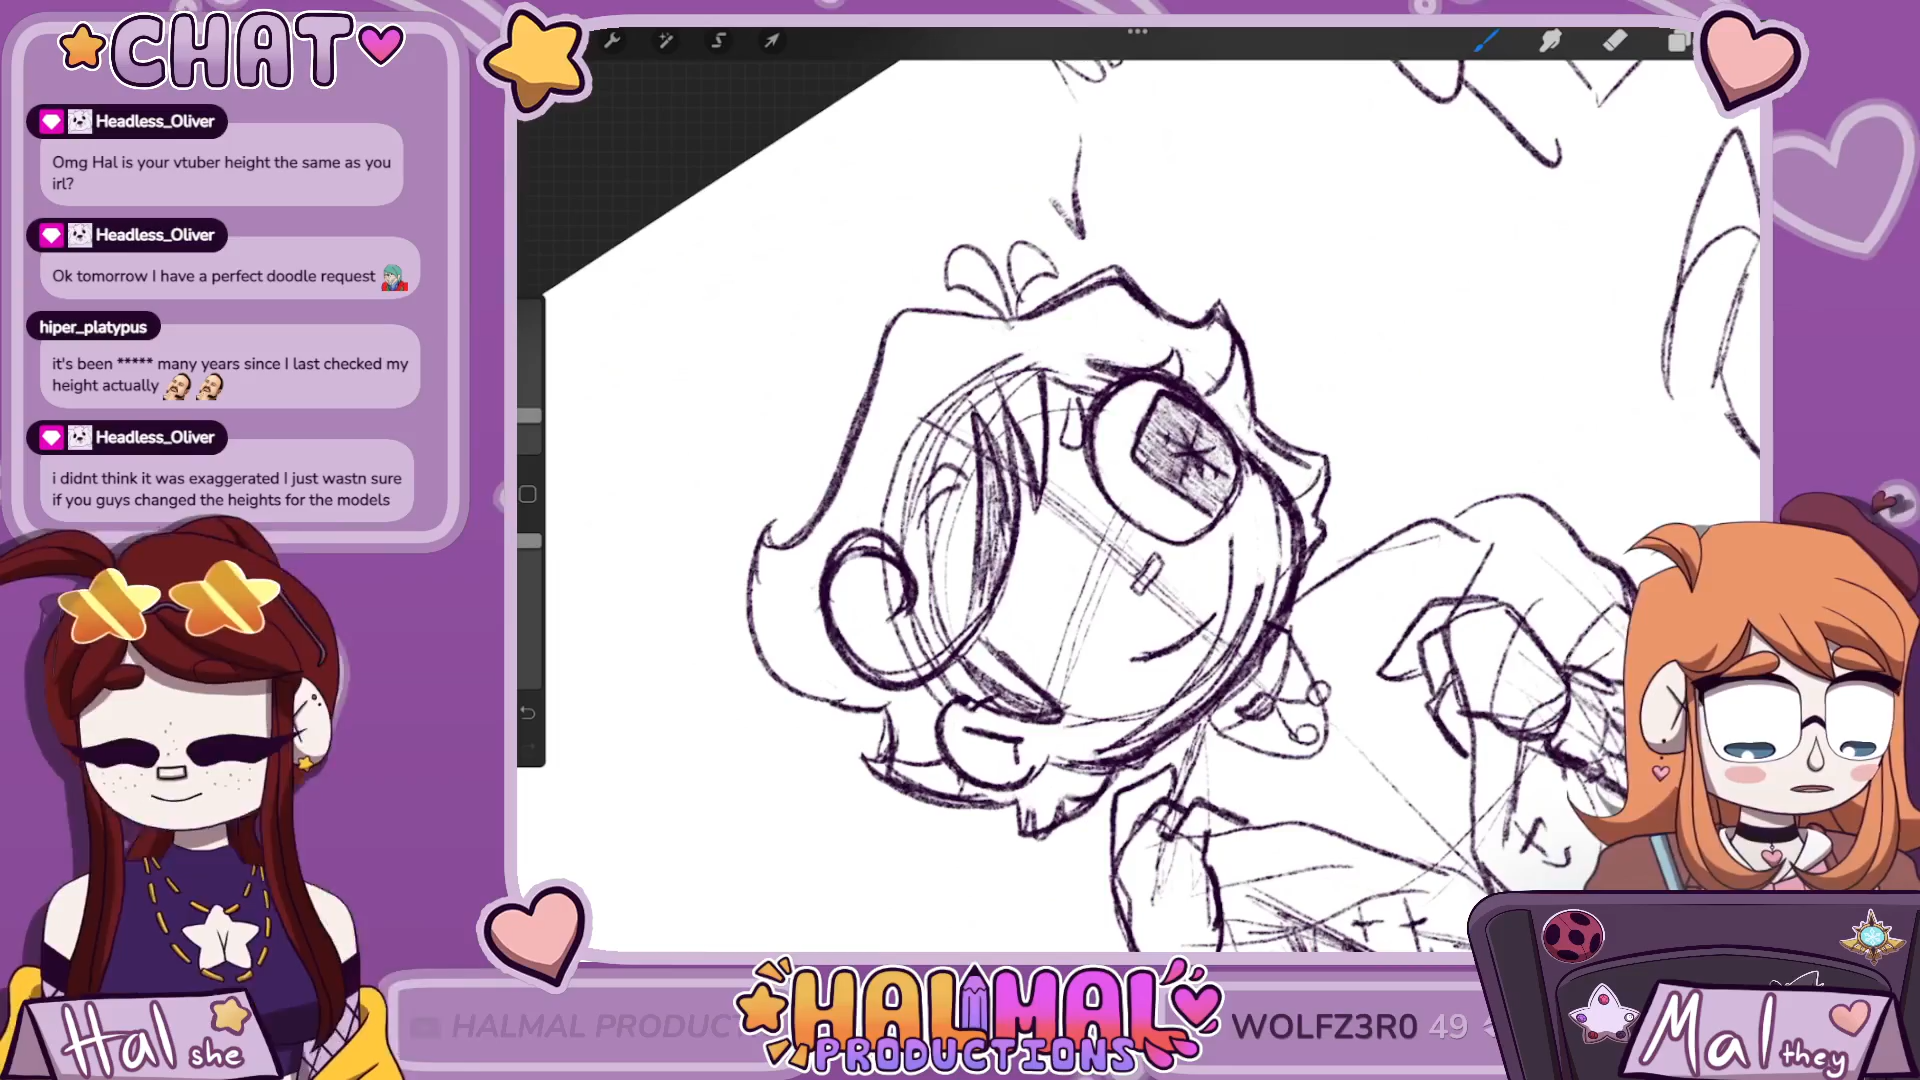 CHAT
Headless_Oliver
Omg Hal is your vtuber height the same as you
irl?
Headless_Oliver
Ok tomorrow I have a perfect doodle request
hiper_platypus
it's been ***** many years since I last checked my
height actually
Headless_Oliver
i didnt think it was exaggerated I just wastn sure
if you guys changed the heights for the models
Hal she
HALMAL PRODUCT
HALMAL
PRODUCTIONS
WOLFZ3R0 49
Mal they